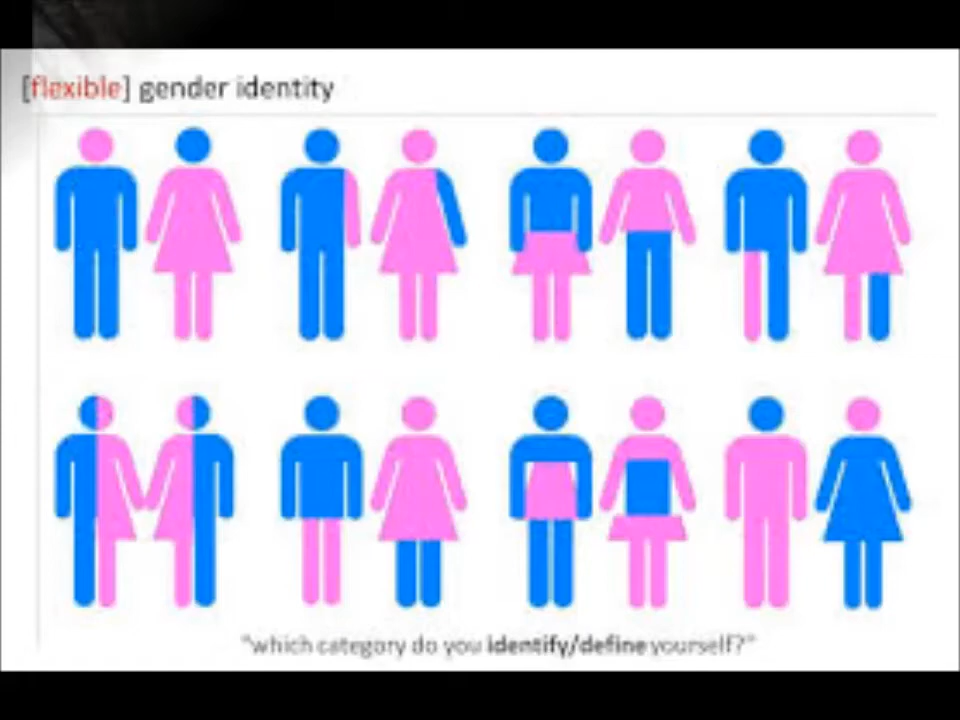 [flexible] gender identity
"which category do you identify/define yourself?"